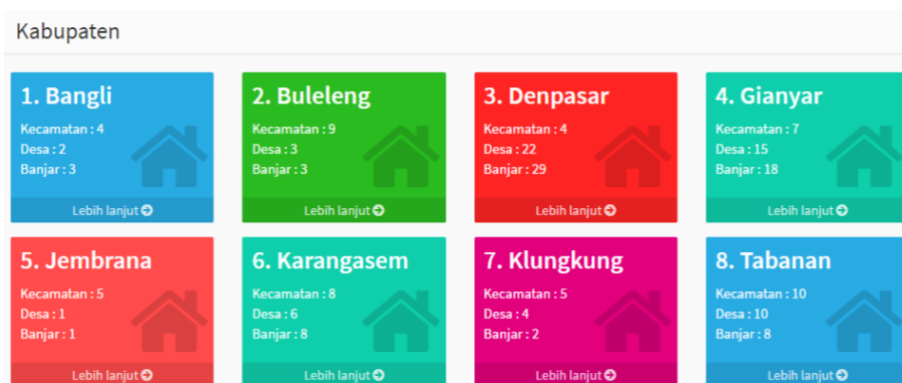 Kabupaten
1. Bangli
Kecamatan : 4
Desa : 2
Banjar : 3
Lebih lanjut
2. Buleleng
Kecamatan : 9
Desa : 3
Banjar : 3
Lebih lanjut
3. Denpasar
Kecamatan : 4
Desa : 22
Banjar : 29
Lebih lanjut
4. Gianyar
Kecamatan : 7
Desa : 15
Banjar : 18
Lebih lanjut
5. Jembrana
Kecamatan : 5
Desa : 1
Banjar : 1
Lebih lanjut
6. Karangasem
Kecamatan : 8
Desa : 6
Banjar : 8
Lebih lanjut
7. Klungkung
Kecamatan : 5
Desa : 4
Banjar : 2
Lebih lanjut
8. Tabanan
Kecamatan : 10
Desa : 10
Banjar : 8
Lebih lanjut